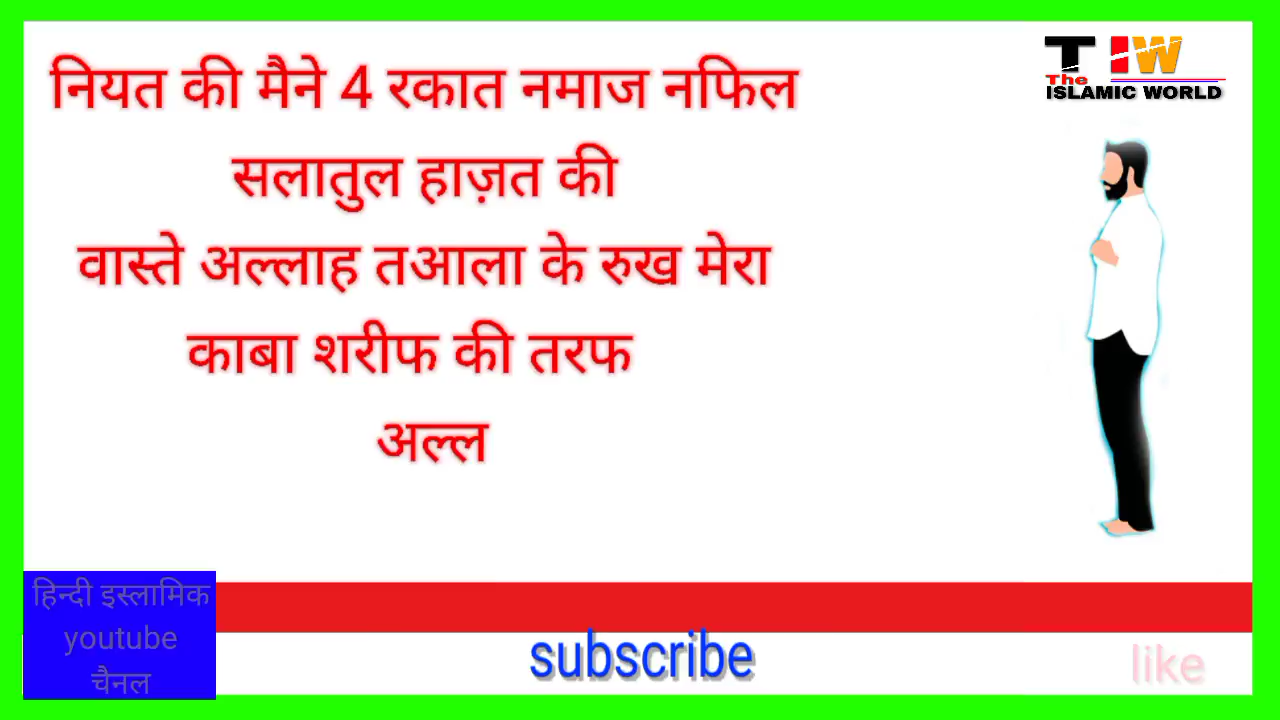 नियत की मैने 4 रकात नमाज नफिल
सलातुल हाज़त की
वास्ते अल्लाह तआला के रुख मेरा
काबा शरीफ की तरफ
अल्ल
TIW
The
ISLAMIC WORLD
हिन्दी इस्लामिक
youtube
चैनल
subscribe
like